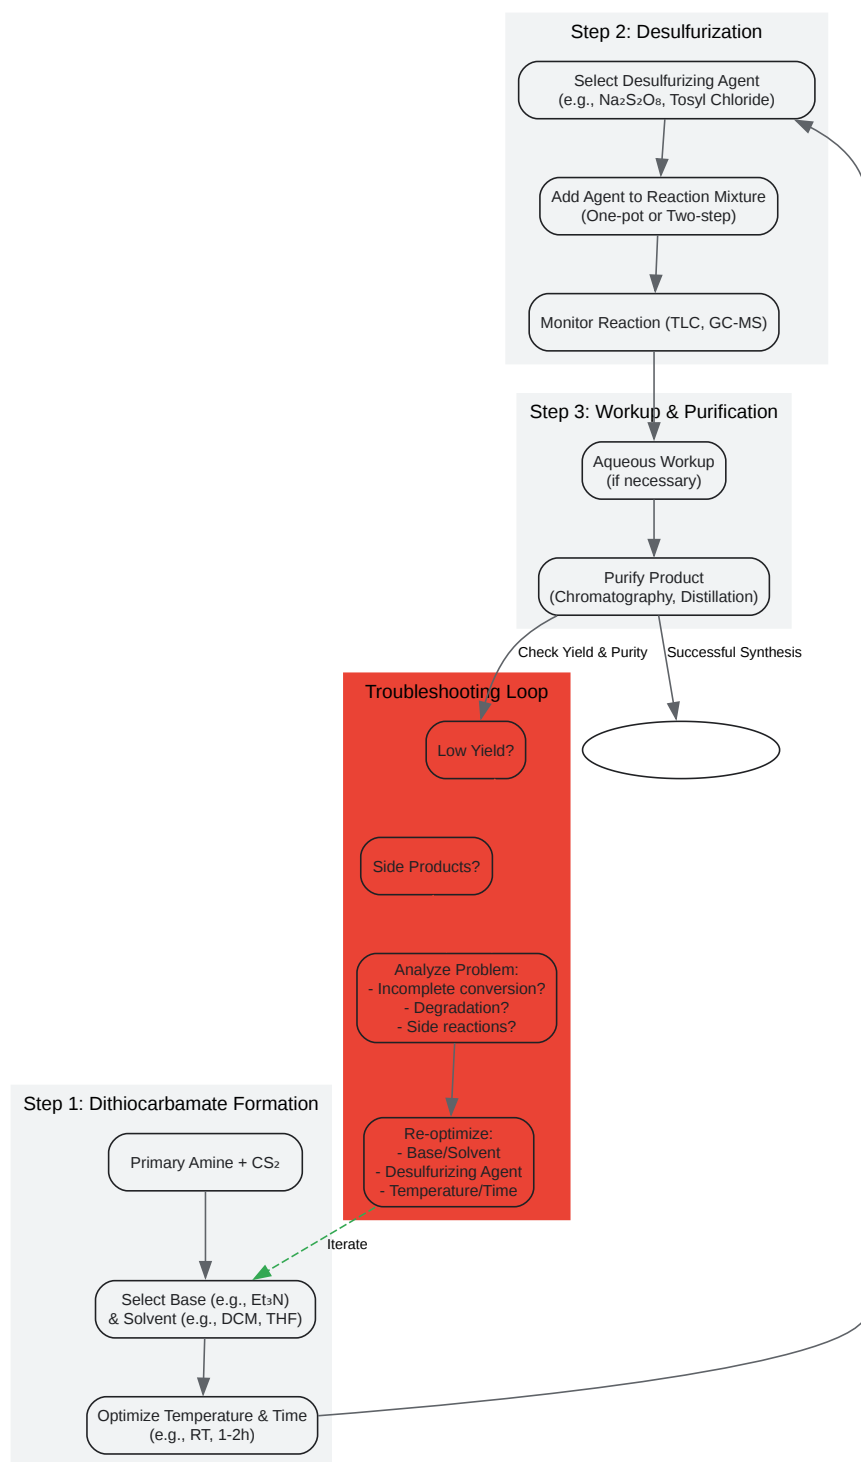 Step 2: Desulfurization
Select Desulfurizing Agent
(e.g., Na₂S₂O₈, Tosyl Chloride)
Add Agent to Reaction Mixture
(One-pot or Two-step)
Monitor Reaction (TLC, GC-MS)
Step 3: Workup & Purification
Aqueous Workup
(if necessary)
Purify Product
(Chromatography, Distillation)
Check Yield & Purity
Successful Synthesis
Troubleshooting Loop
Low Yield?
Side Products?
Analyze Problem:
- Incomplete conversion?
- Degradation?
- Side reactions?
Re-optimize:
- Base/Solvent
- Desulfurizing Agent
- Temperature/Time
Iterate
Step 1: Dithiocarbamate Formation
Primary Amine + CS₂
Select Base (e.g., Et₃N)
& Solvent (e.g., DCM, THF)
Optimize Temperature & Time
(e.g., RT, 1-2h)